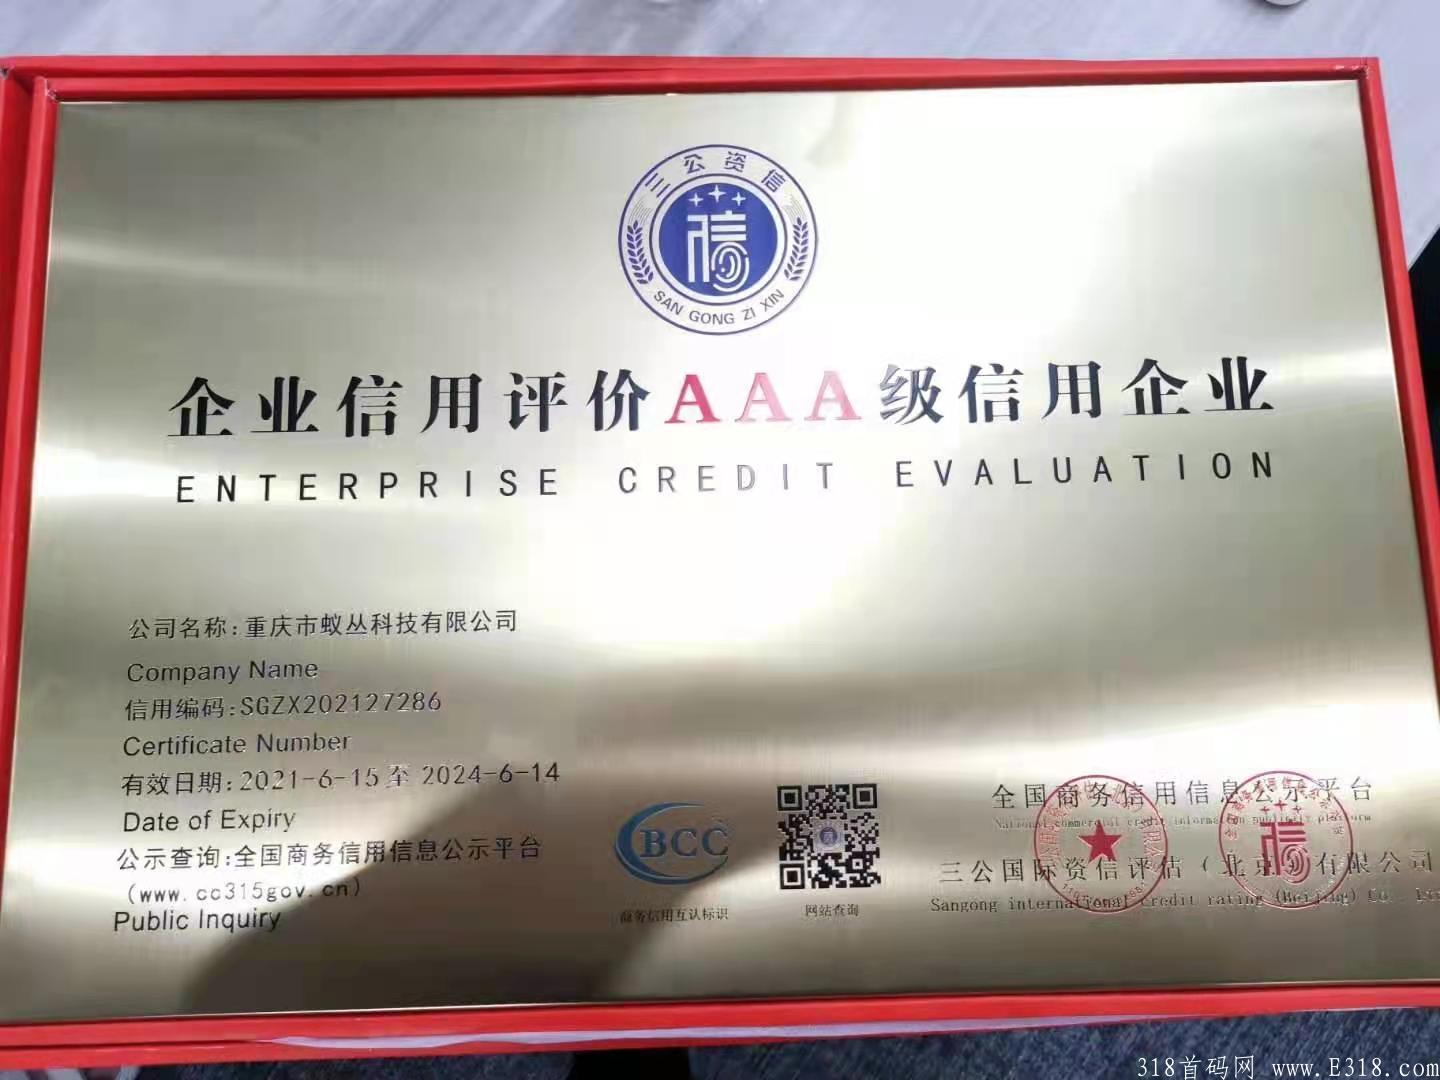 三公资信
信
SAN GONG ZI XIN
企业信用评价AAA级信用企业
ENTERPRISE CREDIT EVALUATION
公司名称:重庆市蚁丛科技有限公司
Company Name
信用编码:SGZX202127286
Certificate Number
有效日期:2021-6-15至 2024-6-14
Date of Expiry
公示查询:全国商务信用信息公示平台
(www.cc315gov.cn)
Public Inquiry
BCC
商务信用互认标识
网站查询
全国商务信用信息公示平台
National commercial credit information publicity platform
三公国际资信评估(北京)有限公司
Sangong international credit rating (Beijing) Co., Lt
318首码网 www.E318.com